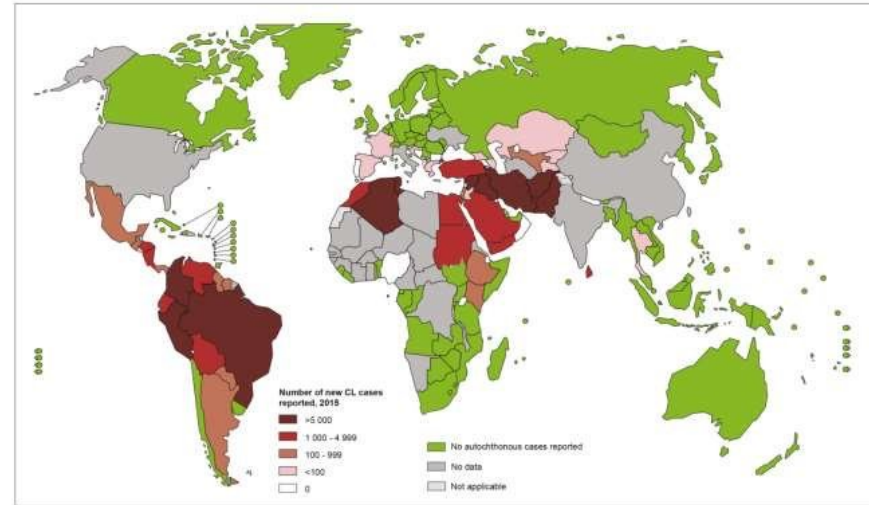 Number of new CL cases
reported, 2015
>5 000
1 000 - 4 999
100 - 999
<100
0
No autochthonous cases reported
No data
Not applicable